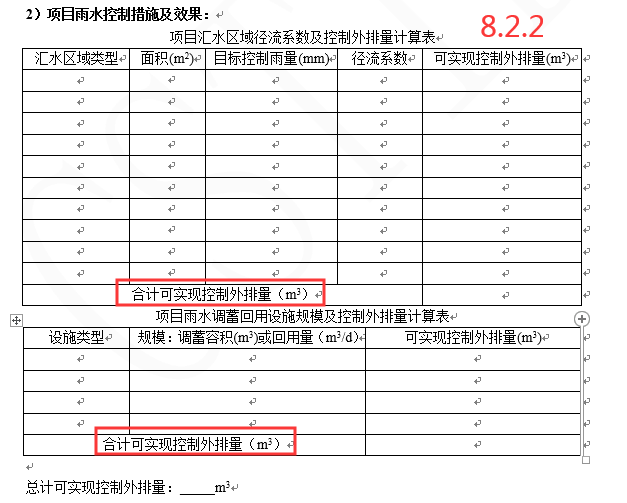 2）项目雨水控制措施及效果：
8.2.2
项目汇水区域径流系数及控制外排量计算表
汇水区域类型 面积(m²) 目标控制雨量(mm) 径流系数 可实现控制外排量(m³)
合计可实现控制外排量（m³）
项目雨水调蓄回用设施规模及控制外排量计算表
设施类型 规模：调蓄容积(m³)或回用量（m³/d） 可实现控制外排量(m³)
合计可实现控制外排量（m³）
总计可实现控制外排量：_____m³